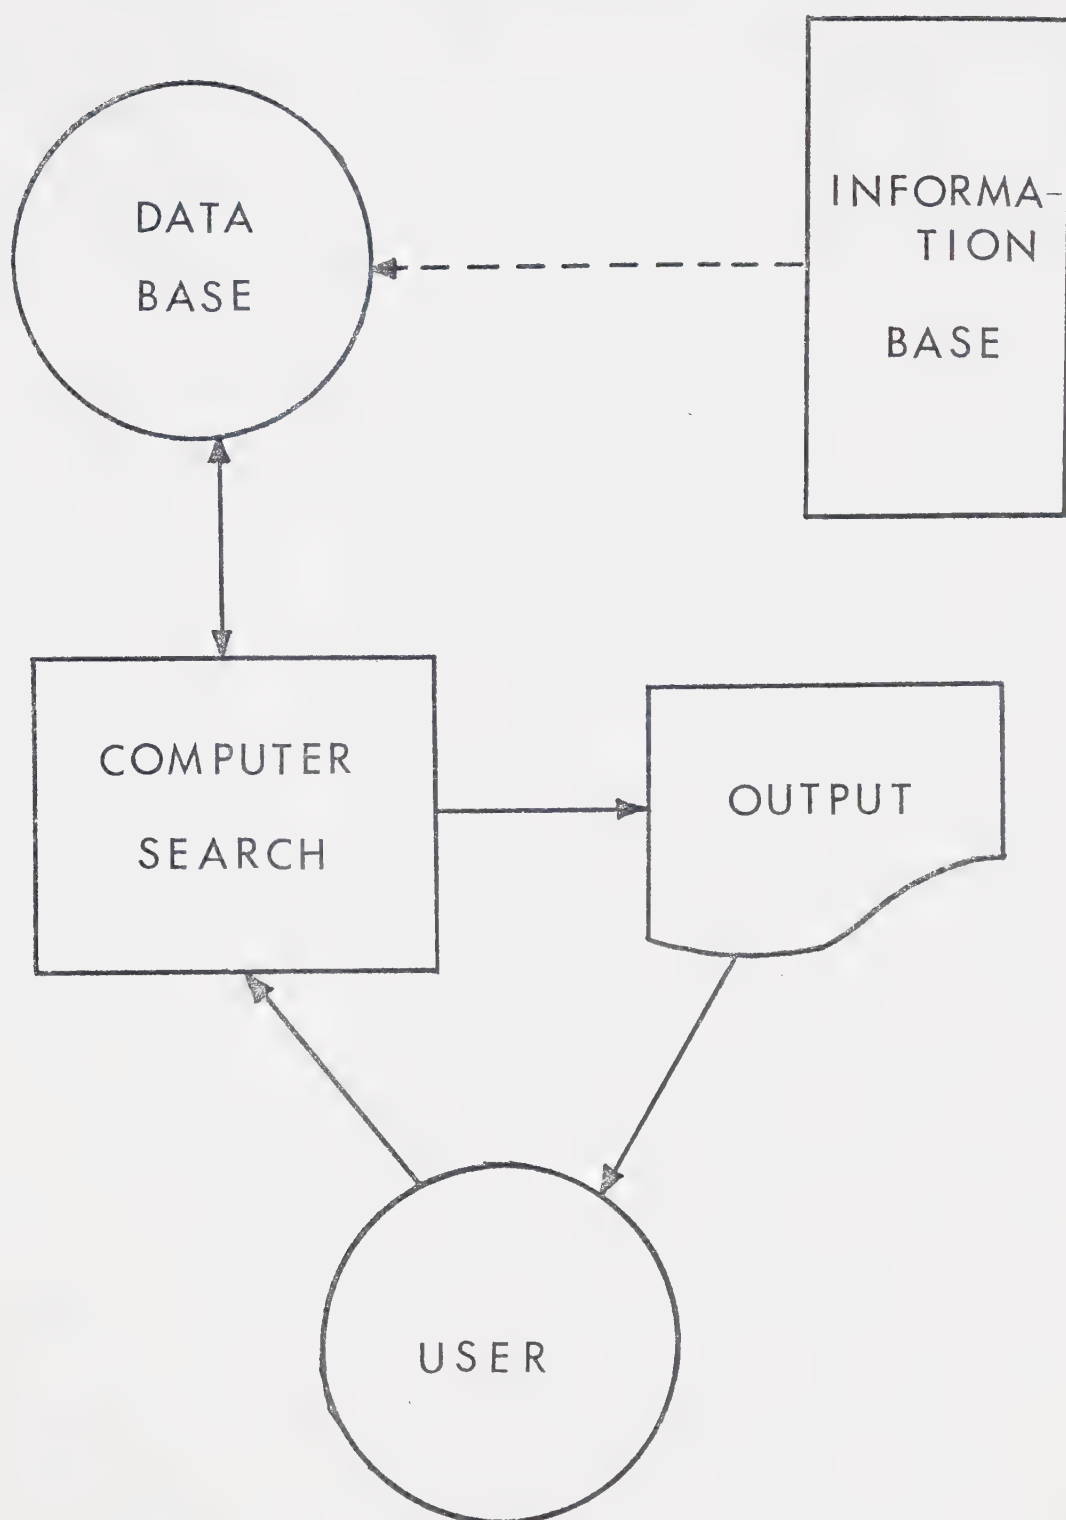 DATA
BASE
INFORMA-
TION
BASE
COMPUTER
SEARCH
OUTPUT
USER